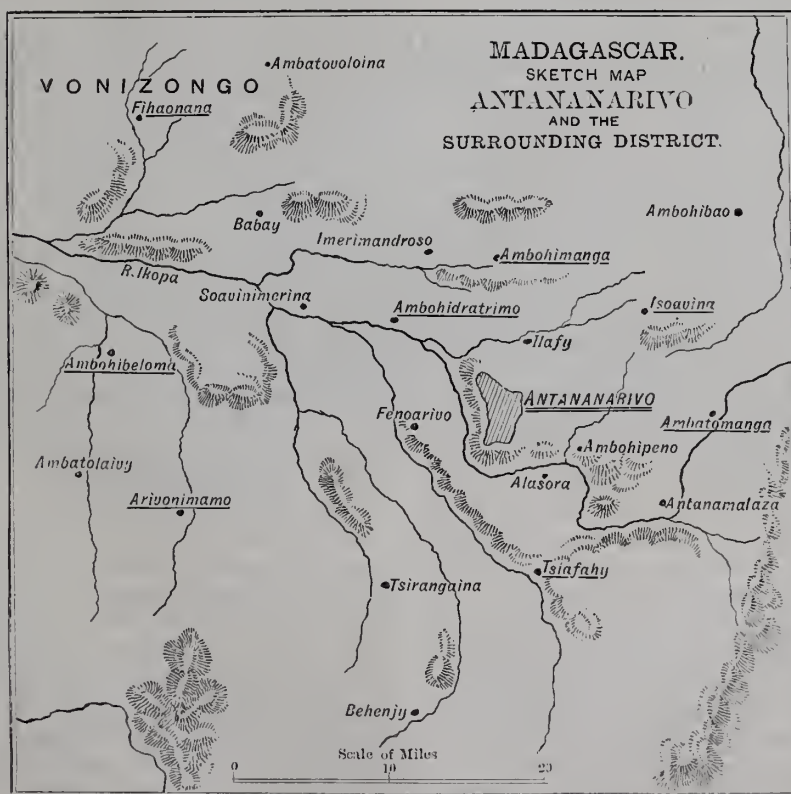 MADAGASCAR.
SKETCH MAP
ANTANANARIVO
AND THE
SURROUNDING DISTRICT.
Ambatovoloina
VONIZONGO
Fihaonana
Babay
Ambohibao
Imerimandroso
Ambohimanga
R. Ikopa
Soavinimerina
Ambohidratrimo
Isoavina
Ilafy
Ambohibeloma
ANTANANARIVO
Fenoarivo
Ambatomanga
Ambohipeno
Ambatolaivy
Alasora
Antanamalaza
Arivonimamo
Tsiafahy
Tsirangaina
Behenjy
Scale of Miles
0 10 20